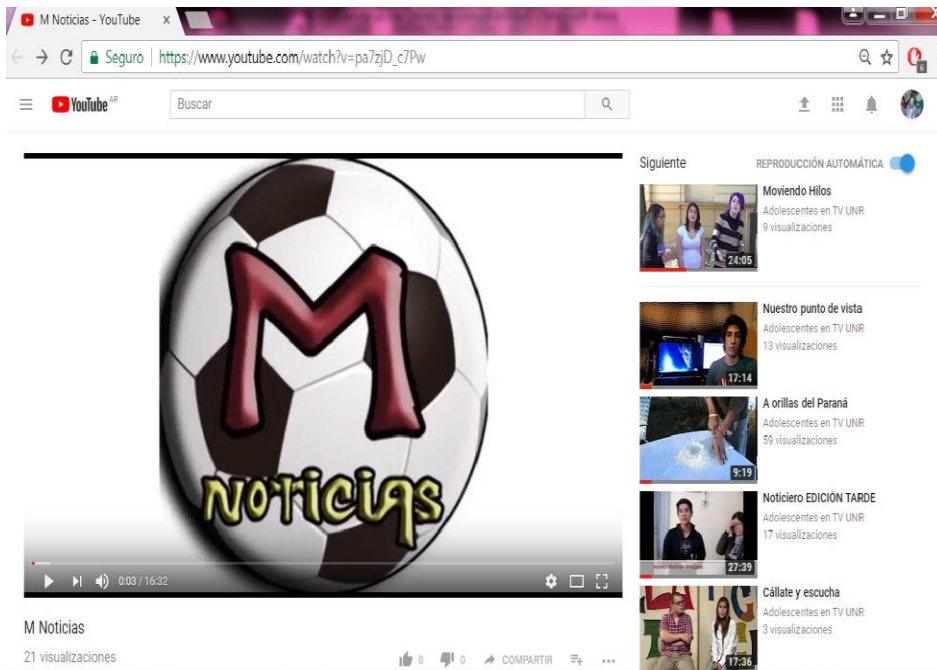 M Noticias - YouTube
Seguro
https://www.youtube.com/watch?v=pa7zjD_c7Pw
6
YouTube AR
Buscar
M
NOTICIAS
0:03 / 16:32
M Noticias
21 visualizaciones
0
0
COMPARTIR
Siguiente
REPRODUCCIÓN AUTOMÁTICA
Moviendo Hilos
Adolescentes en TV UNR
9 visualizaciones
24:05
Nuestro punto de vista
Adolescentes en TV UNR
13 visualizaciones
17:14
A orillas del Paraná
Adolescentes en TV UNR
59 visualizaciones
9:19
Noticiero EDICIÓN TARDE
Adolescentes en TV UNR
17 visualizaciones
27:39
Cállate y escucha
Adolescentes en TV UNR
3 visualizaciones
17:36